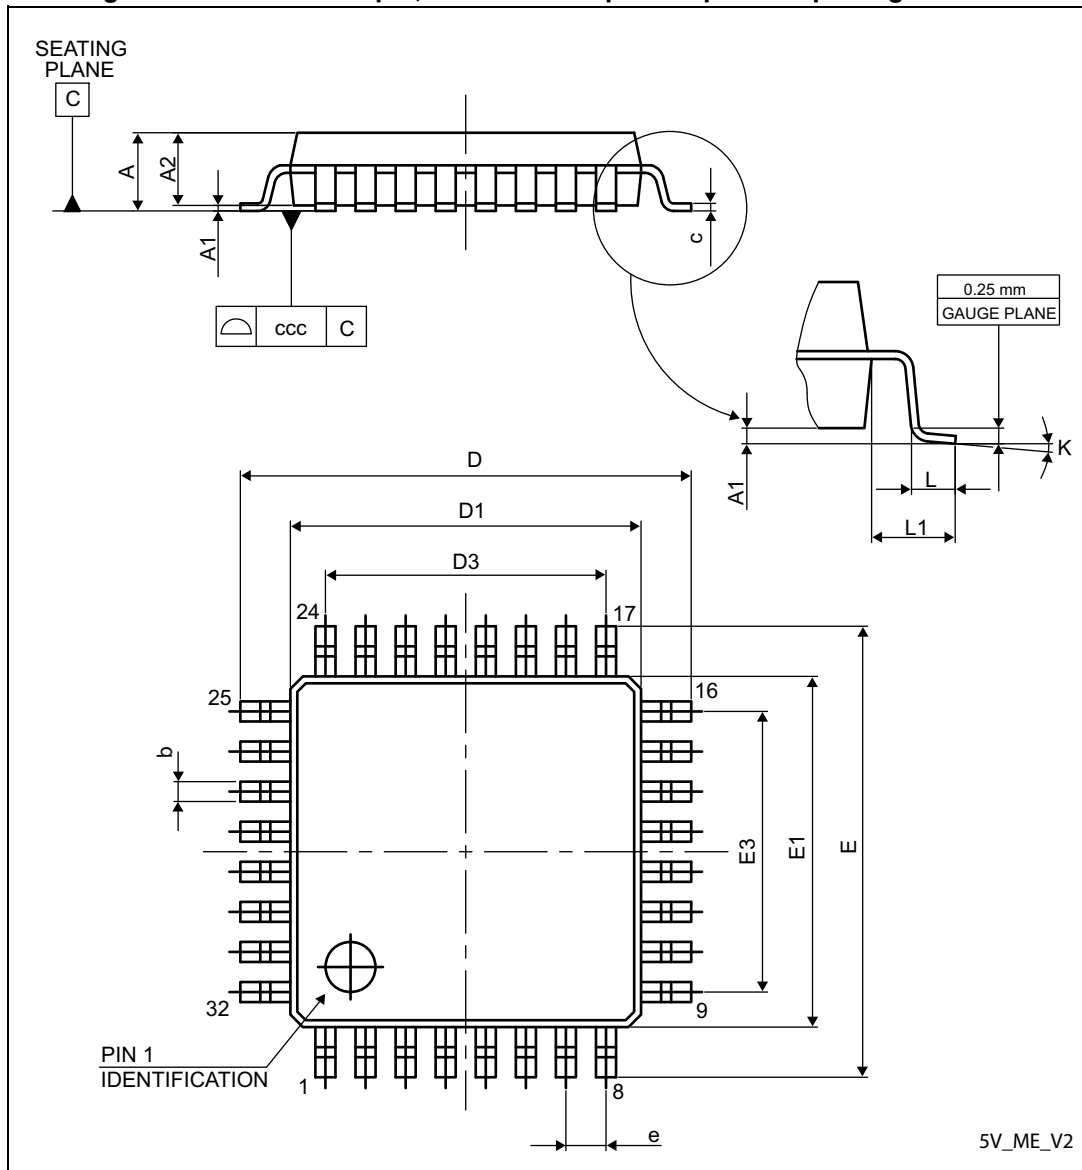 SEATING
PLANE
C
A
A2
A1
c
ccc
C
0.25 mm
GAUGE PLANE
K
A1
L
L1
D
D1
D3
24
17
25
16
b
E3
E1
E
32
9
PIN 1
IDENTIFICATION
1
8
e
5V_ME_V2